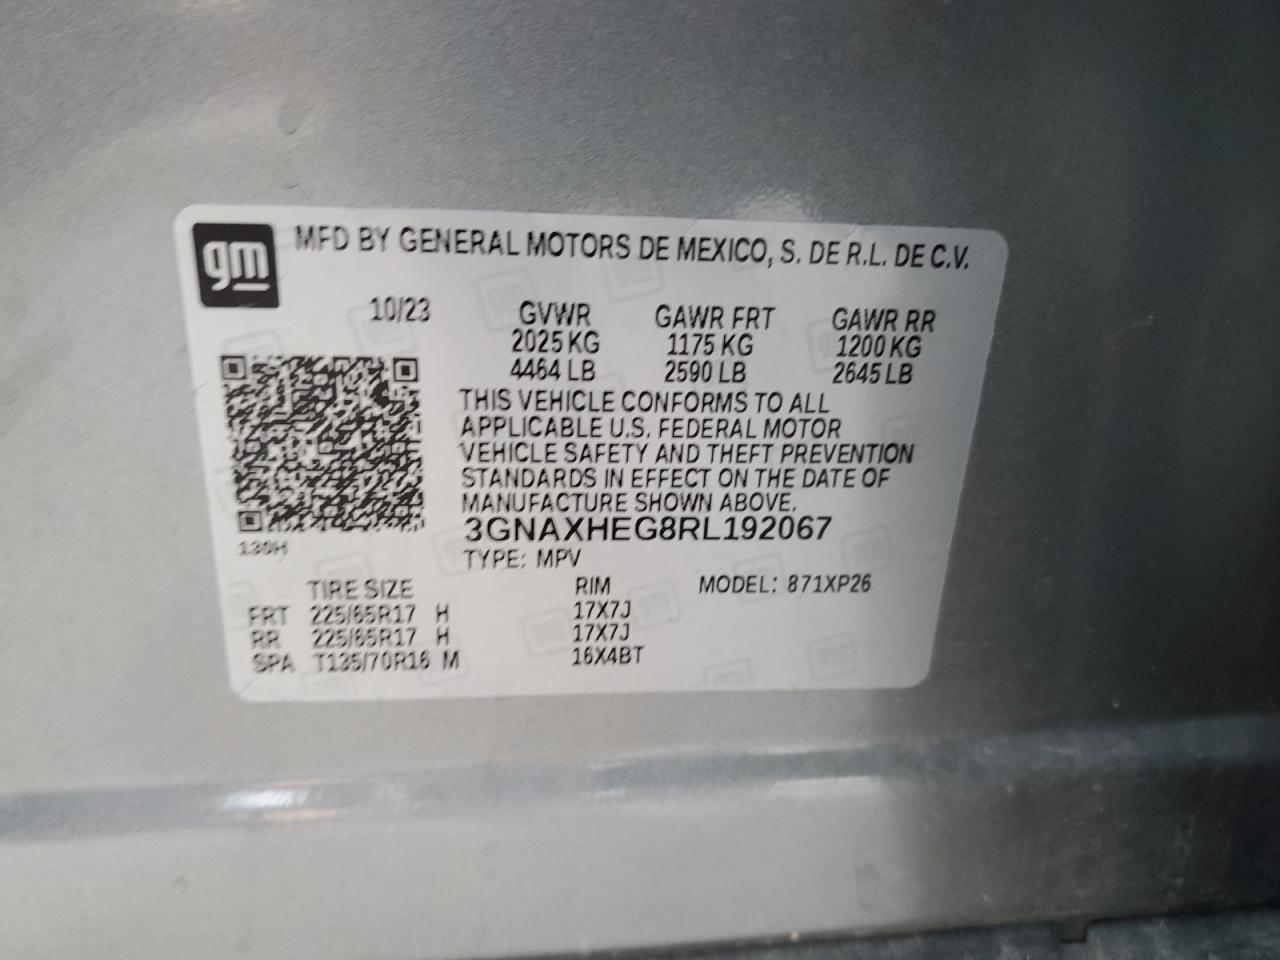 gm
MFD BY GENERAL MOTORS DE MEXICO, S. DE R.L. DE C.V.
10/23 GVWR GAWR FRT GAWR RR
2025 KG 1175 KG 1200 KG
4464 LB 2590 LB 2645 LB
THIS VEHICLE CONFORMS TO ALL
APPLICABLE U.S. FEDERAL MOTOR
VEHICLE SAFETY AND THEFT PREVENTION
STANDARDS IN EFFECT ON THE DATE OF
MANUFACTURE SHOWN ABOVE.
3GNAXHEG8RL192067
130H
TYPE: MPV
TIRE SIZE RIM MODEL: 871XP26
FRT 225/65R17 H 17X7J
RR 225/65R17 H 17X7J
SPA T135/70R16 M 16X4BT